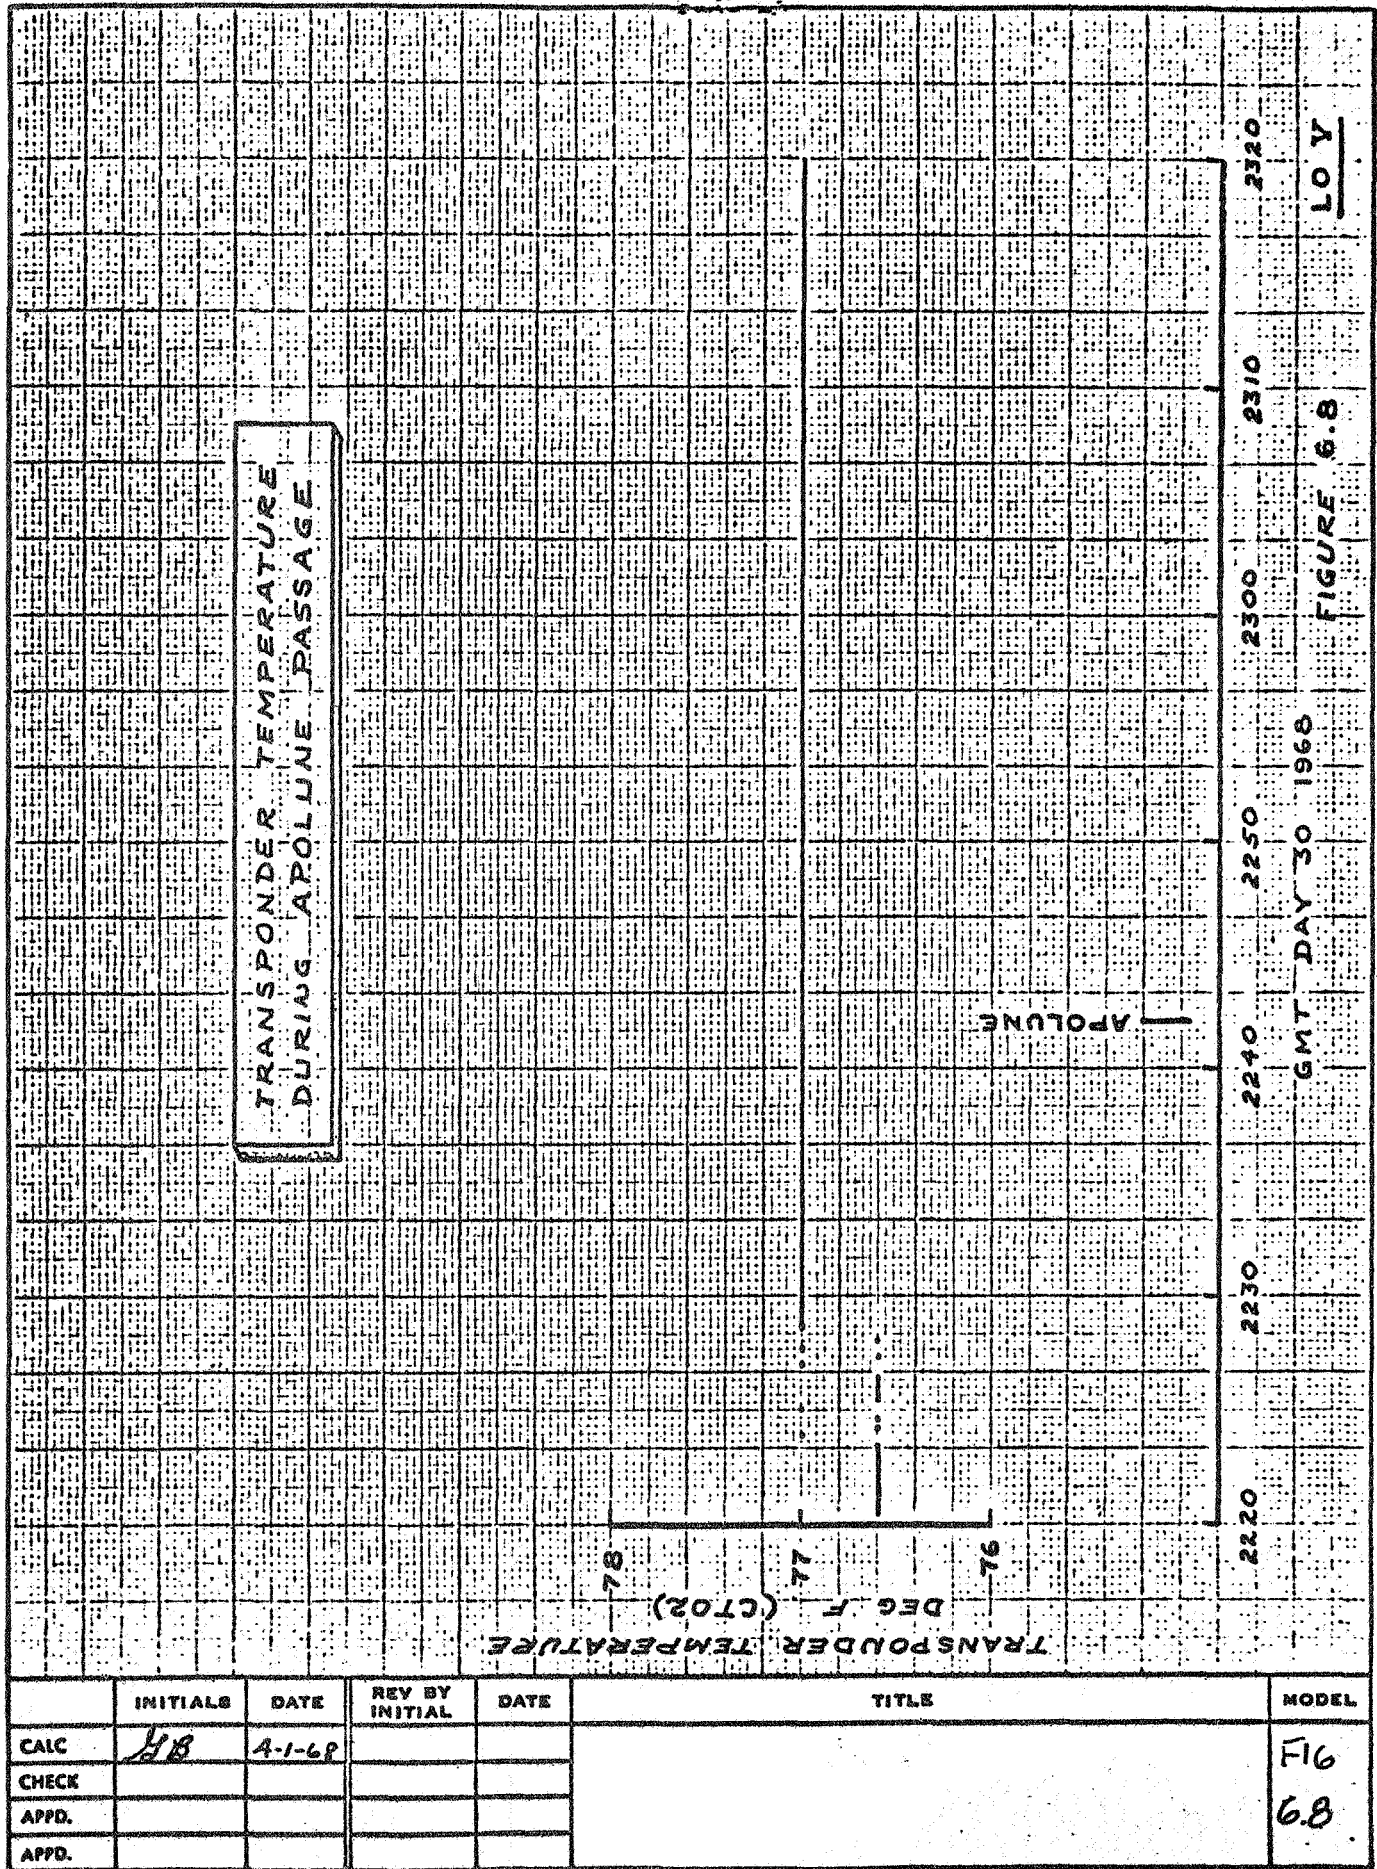 TRANSPONDER TEMPERATURE
DURING APOLUNE PASSAGE
TRANSPONDER TEMPERATURE
DEG F (CT02)
78
77
76
APOLUNE
2220
2230
2240
2250
2300
2310
2320
GMT DAY 30 1968
FIGURE 6.8
LO V
INITIALS DATE REV BY INITIAL DATE TITLE MODEL
CALC GB 4-1-68 FIG
CHECK 6.8
APPD.
APPD.